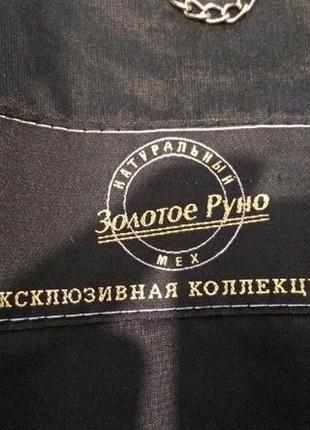 НАТУРАЛЬНЫЙ
Золотое Руно
МЕХ
КСКЛЮЗИВНАЯ КОЛЛЕКЦ